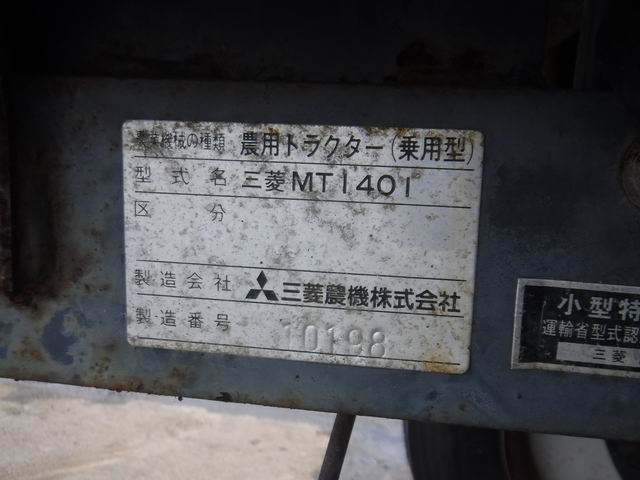 農業機械の種類 農用トラクター(乗用型)
型式名 三菱MT1401
区分
製造会社 三菱農機株式会社
製造番号 10198
小型特
運輸省型式認
三菱